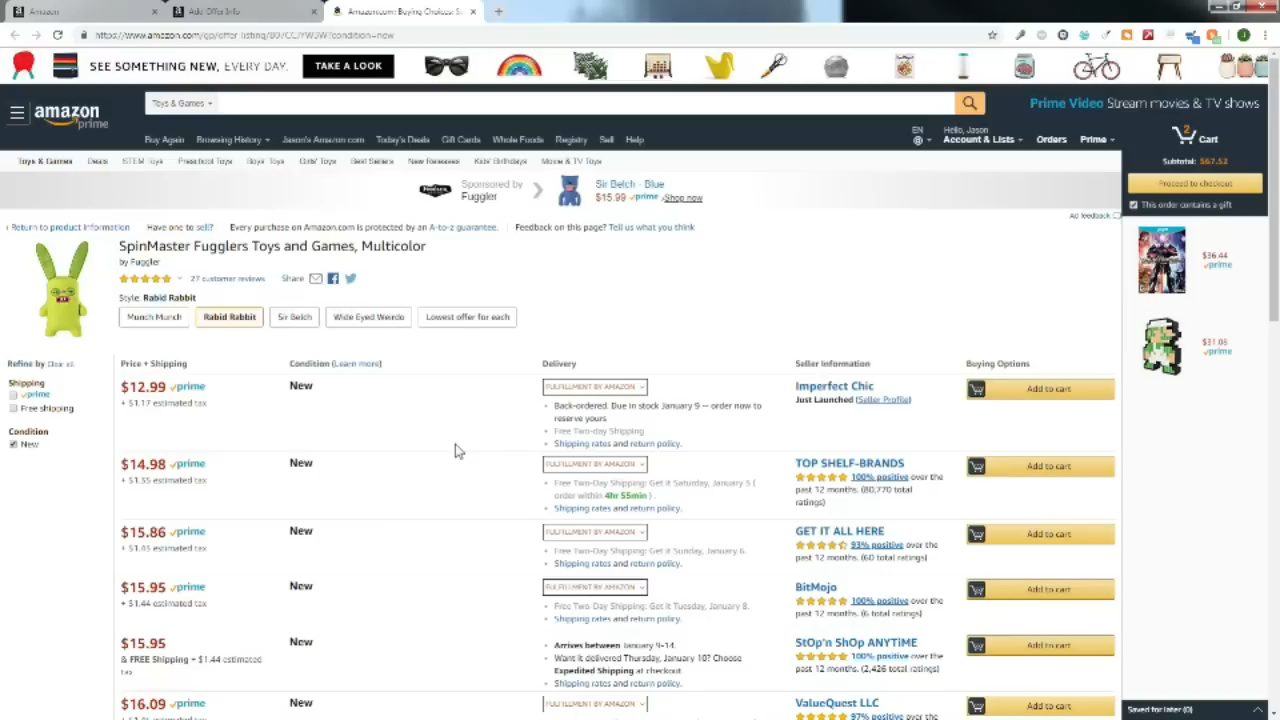 Amazon
Add Offer Info
Amazon.com: Buying Choices: S
SEE SOMETHING NEW, EVERY DAY.
TAKE A LOOK
Toys & Games
amazon
prime
Prime Video Stream movies & TV shows
Buy Again
Browsing History
Jason's Amazon.com
Today's Deals
Gift Cards
Whole Foods
Registry
Sell
Help
EN
Hello, Jason
Account & Lists
Orders
Prime
2
Cart
Toys & Games
Deals
STEM Toys
Preschool Toys
Boys' Toys
Girls' Toys
Best Sellers
New Releases
Kids' Birthdays
Movie & TV Toys
Subtotal: $67.52
Proceed to checkout
This order contains a gift
Sponsored by
Fuggler
Sir Belch - Blue
$15.99 prime Shop now
Ad feedback
‹ Return to product information
Have one to sell?
Every purchase on Amazon.com is protected by an A-to-z guarantee.
Feedback on this page? Tell us what you think
SpinMaster Fugglers Toys and Games, Multicolor
by Fuggler
27 customer reviews
Share
Style: Rabid Rabbit
Munch Munch
Rabid Rabbit
Sir Belch
Wide Eyed Weirdo
Lowest offer for each
$36.44
prime
$31.08
prime
Refine by Clear all
Shipping
prime
Free shipping
Condition
New
Price + Shipping
Condition (Learn more)
Delivery
Seller Information
Buying Options
$12.99 prime
+ $1.17 estimated tax
New
FULFILLMENT BY AMAZON
Back-ordered. Due in stock January 9 — order now to
reserve yours
Free Two-day Shipping
Shipping rates and return policy.
Imperfect Chic
Just Launched (Seller Profile)
Add to cart
$14.98 prime
+ $1.35 estimated tax
New
FULFILLMENT BY AMAZON
Free Two-Day Shipping: Get it Saturday, January 5 (
order within 4hr 55min ) .
Shipping rates and return policy.
TOP SHELF-BRANDS
100% positive over the
past 12 months. (80,770 total
ratings)
Add to cart
$15.86 prime
+ $1.43 estimated tax
New
FULFILLMENT BY AMAZON
Free Two-Day Shipping: Get it Sunday, January 6.
Shipping rates and return policy.
GET IT ALL HERE
93% positive over the
past 12 months. (60 total ratings)
Add to cart
$15.95 prime
+ $1.44 estimated tax
New
FULFILLMENT BY AMAZON
Free Two-Day Shipping: Get it Tuesday, January 8.
Shipping rates and return policy.
BitMojo
100% positive over the
past 12 months. (6 total ratings)
Add to cart
$15.95
& FREE Shipping + $1.44 estimated
tax
New
Arrives between January 9-14.
Want it delivered Thursday, January 10? Choose
Expedited Shipping at checkout.
Shipping rates and return policy.
StOp'n ShOp ANYTiME
100% positive over the
past 12 months. (2,426 total ratings)
Add to cart
$16.09 prime
New
FULFILLMENT BY AMAZON
ValueQuest LLC
97% positive over the
Add to cart
Saved for later (0)